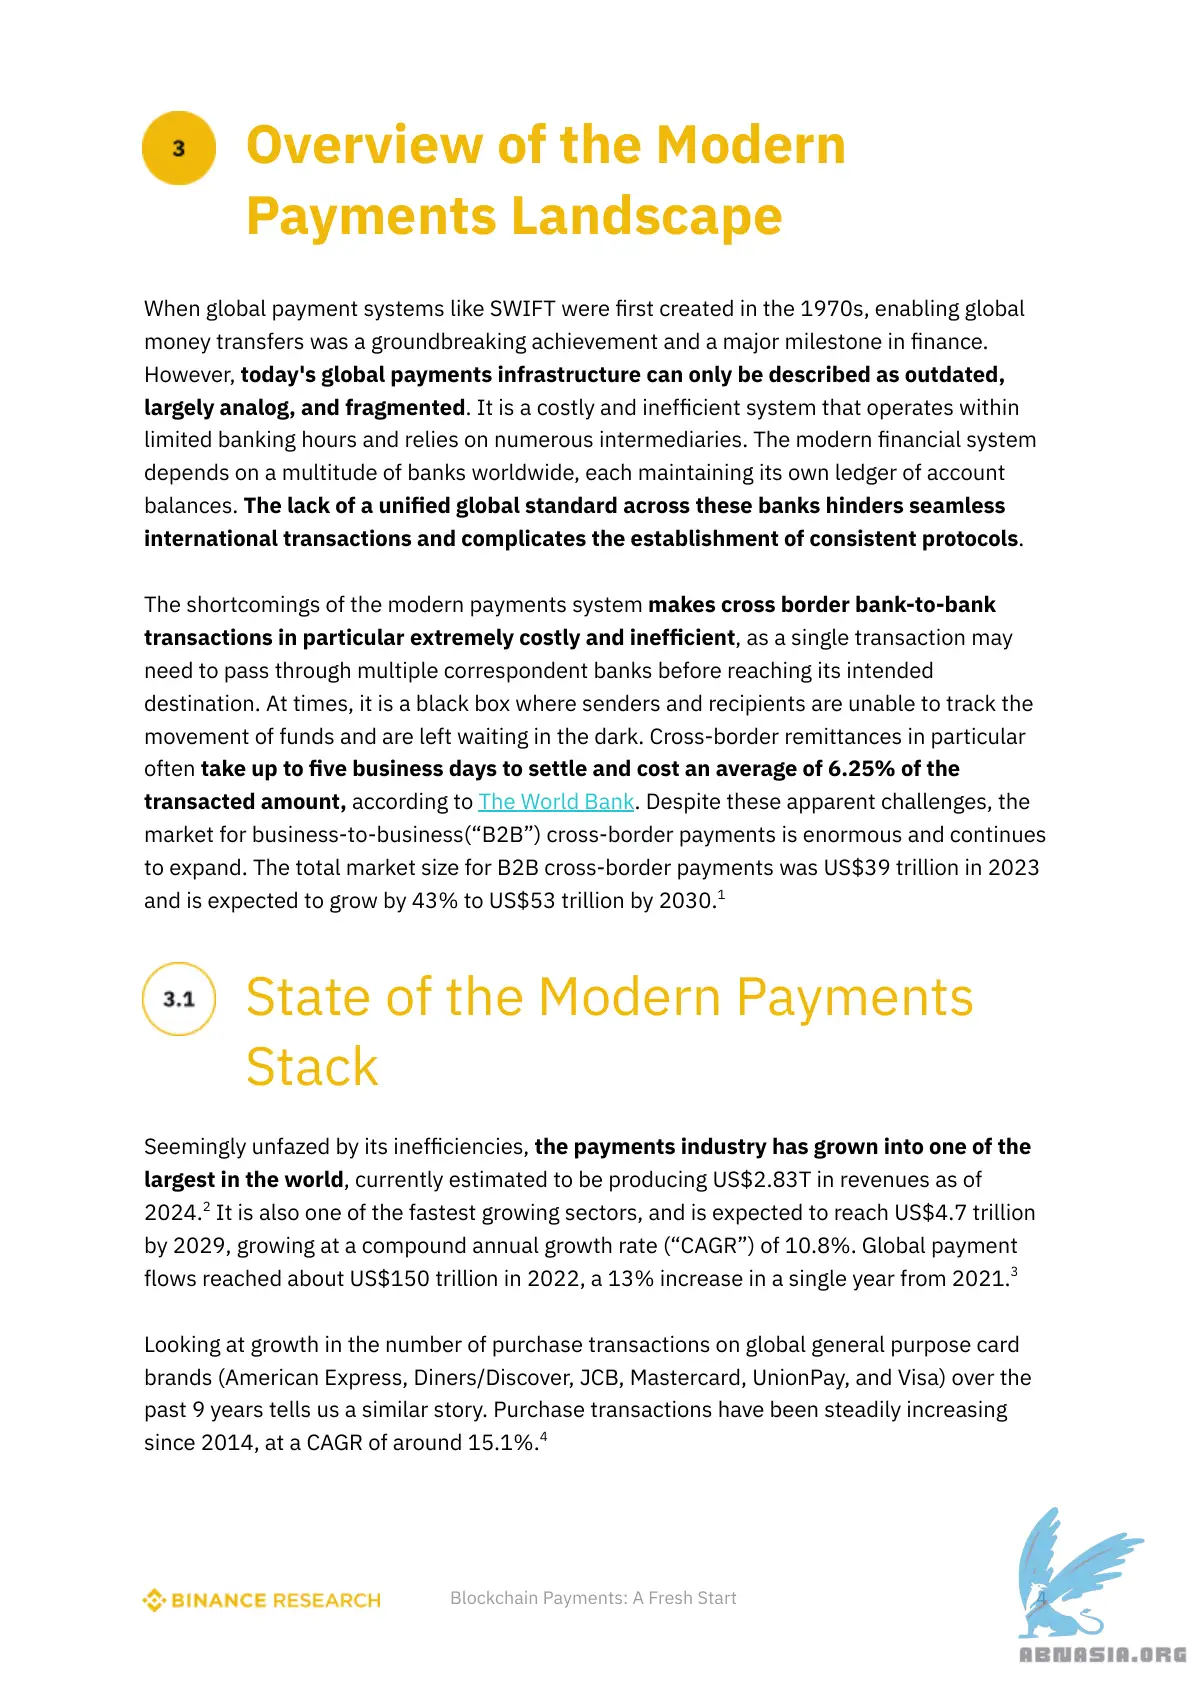 3
Overview of the Modern
Payments Landscape
When global payment systems like SWIFT were first created in the 1970s, enabling global
money transfers was a groundbreaking achievement and a major milestone in finance.
However, today's global payments infrastructure can only be described as outdated,
largely analog, and fragmented. It is a costly and inefficient system that operates within
limited banking hours and relies on numerous intermediaries. The modern financial system
depends on a multitude of banks worldwide, each maintaining its own ledger of account
balances. The lack of a unified global standard across these banks hinders seamless
international transactions and complicates the establishment of consistent protocols.
The shortcomings of the modern payments system makes cross border bank-to-bank
transactions in particular extremely costly and inefficient, as a single transaction may
need to pass through multiple correspondent banks before reaching its intended
destination. At times, it is a black box where senders and recipients are unable to track the
movement of funds and are left waiting in the dark. Cross-border remittances in particular
often take up to five business days to settle and cost an average of 6.25% of the
transacted amount, according to The World Bank. Despite these apparent challenges, the
market for business-to-business(“B2B”) cross-border payments is enormous and continues
to expand. The total market size for B2B cross-border payments was US$39 trillion in 2023
and is expected to grow by 43% to US$53 trillion by 2030.1
3.1
State of the Modern Payments
Stack
Seemingly unfazed by its inefficiencies, the payments industry has grown into one of the
largest in the world, currently estimated to be producing US$2.83T in revenues as of
2024.2 It is also one of the fastest growing sectors, and is expected to reach US$4.7 trillion
by 2029, growing at a compound annual growth rate (“CAGR”) of 10.8%. Global payment
flows reached about US$150 trillion in 2022, a 13% increase in a single year from 2021.3
Looking at growth in the number of purchase transactions on global general purpose card
brands (American Express, Diners/Discover, JCB, Mastercard, UnionPay, and Visa) over the
past 9 years tells us a similar story. Purchase transactions have been steadily increasing
since 2014, at a CAGR of around 15.1%.4
BINANCE RESEARCH
Blockchain Payments: A Fresh Start
4
ABNASIA.ORG